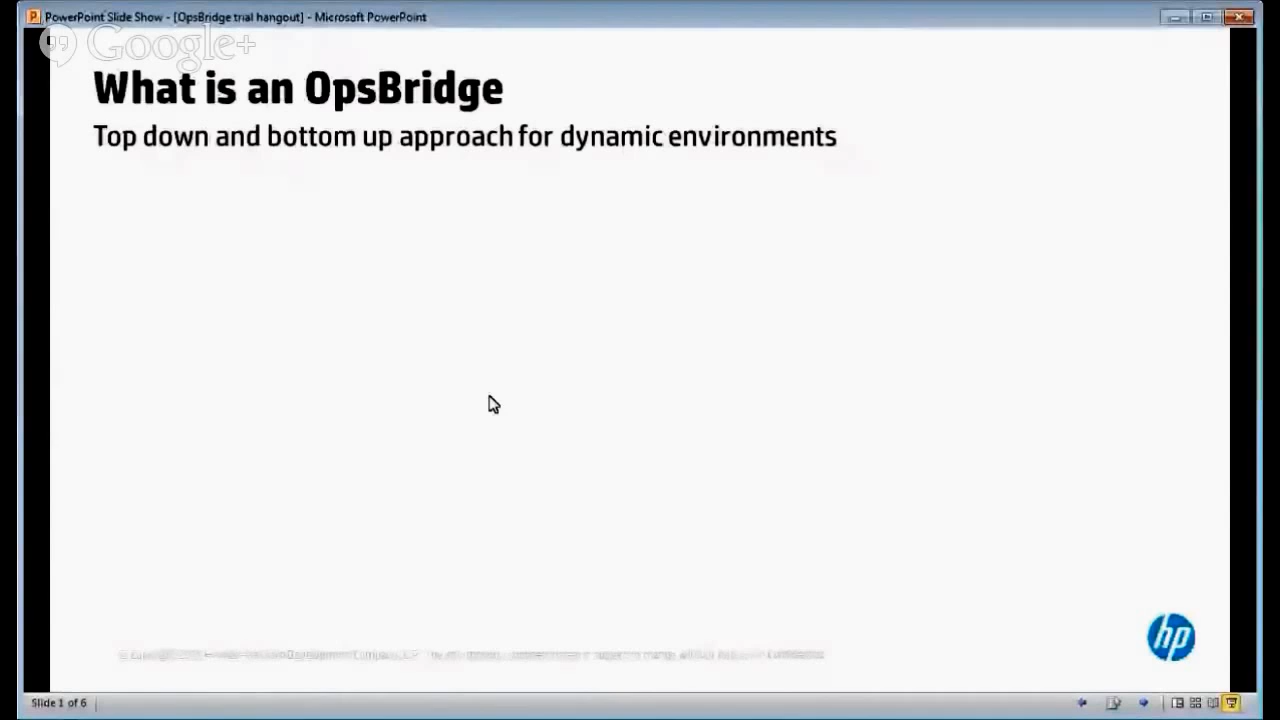 PowerPoint Slide Show - [OpsBridge trial hangout] - Microsoft PowerPoint
Google+
What is an OpsBridge
Top down and bottom up approach for dynamic environments
hp
Slide 1 of 6